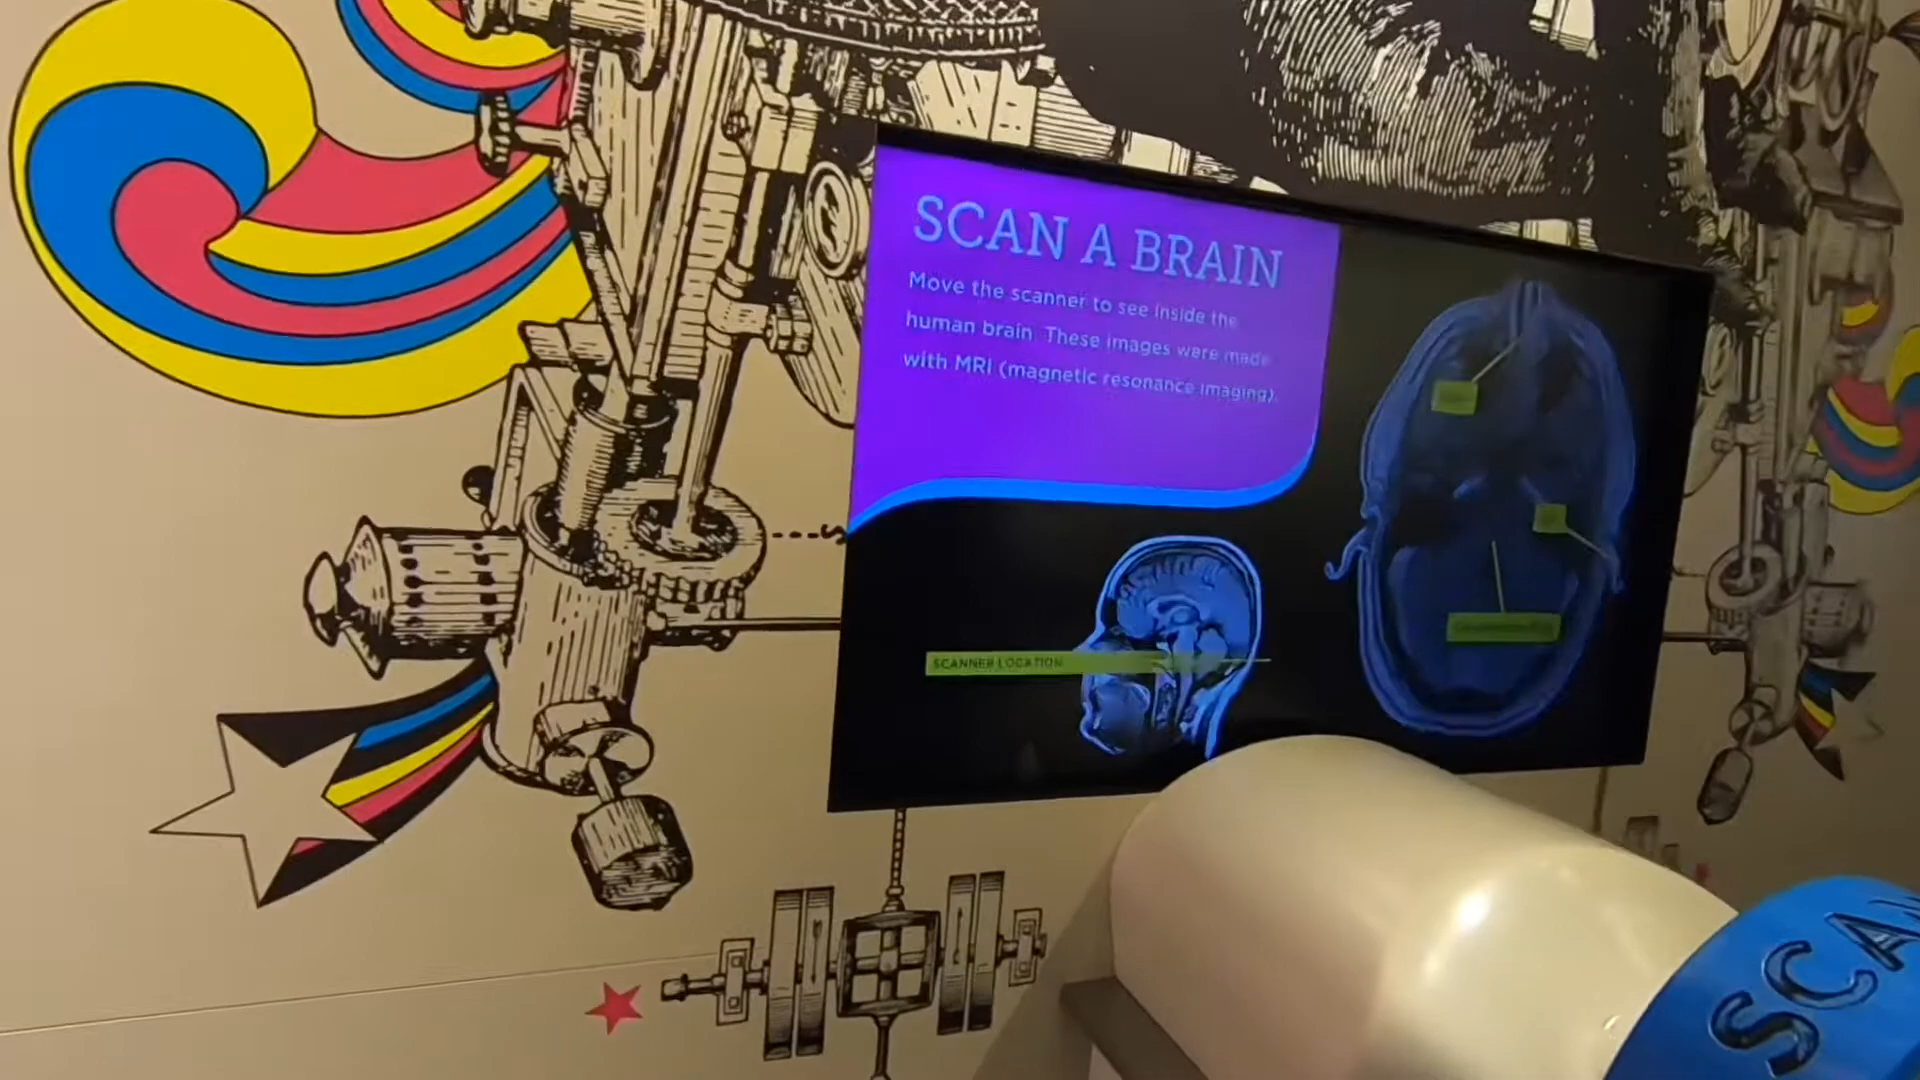 SCAN A BRAIN
Move the scanner to see inside the
human brain. These images were made
with MRI (magnetic resonance imaging).
SCANNER LOCATION